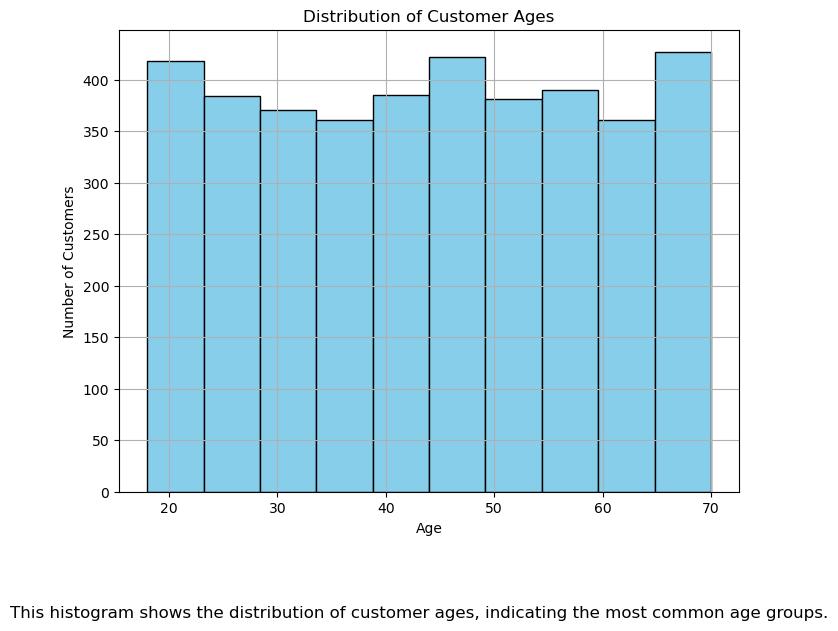 Distribution of Customer Ages
400
350
300
250
200
150
100
50
0
Number of Customers
20 30 40 50 60 70
Age
This histogram shows the distribution of customer ages, indicating the most common age groups.